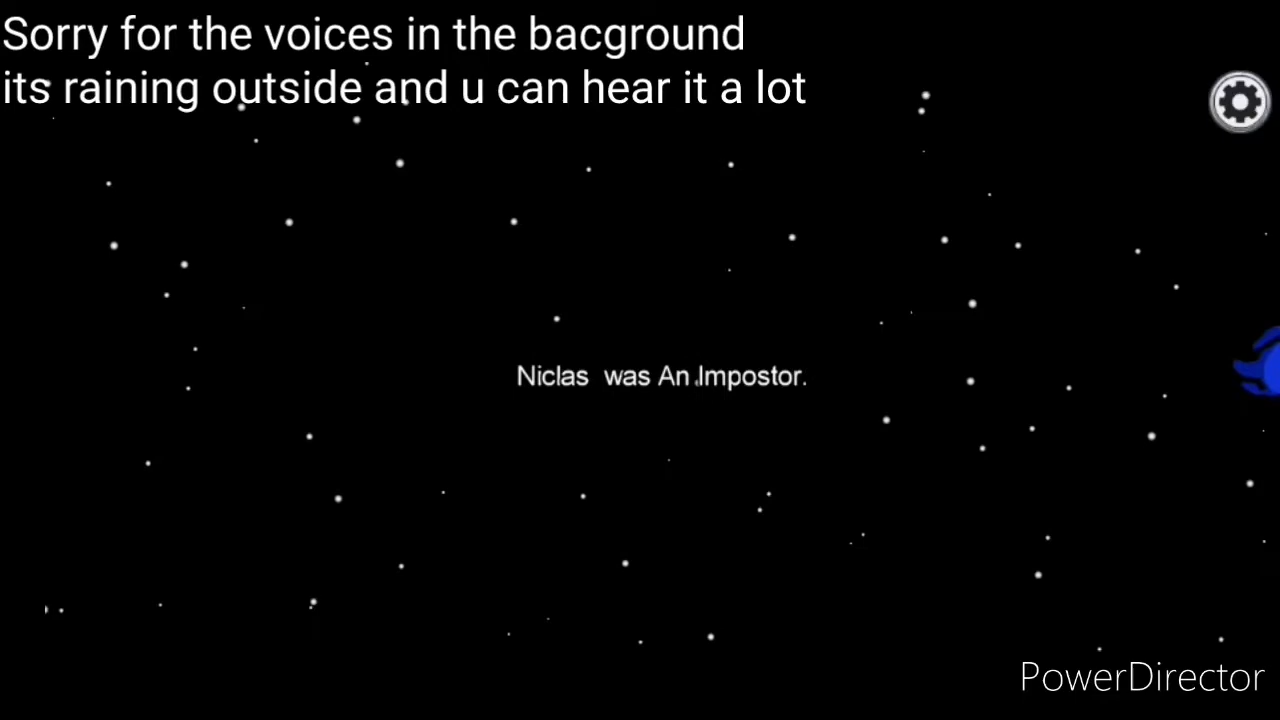 Sorry for the voices in the bacground
its raining outside and u can hear it a lot
Niclas was An Impostor.
PowerDirector